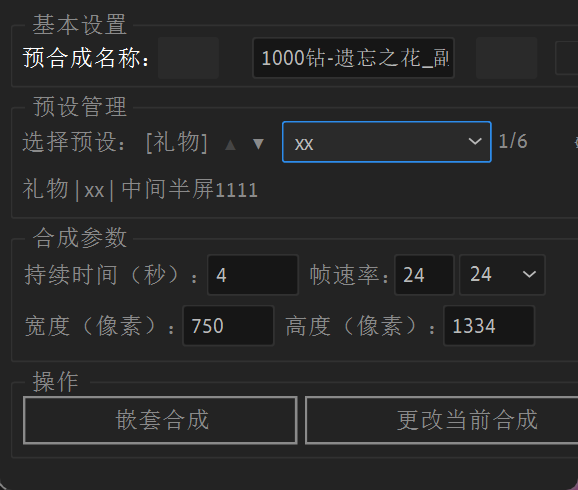 基本设置
预合成名称： 1000钻-遗忘之花_副
预设管理
选择预设： [礼物] ▲ ▼ xx 1/6
礼物|xx|中间半屏1111
合成参数
持续时间（秒）: 4 帧速率: 24 24
宽度（像素）: 750 高度（像素）: 1334
操作
嵌套合成 更改当前合成